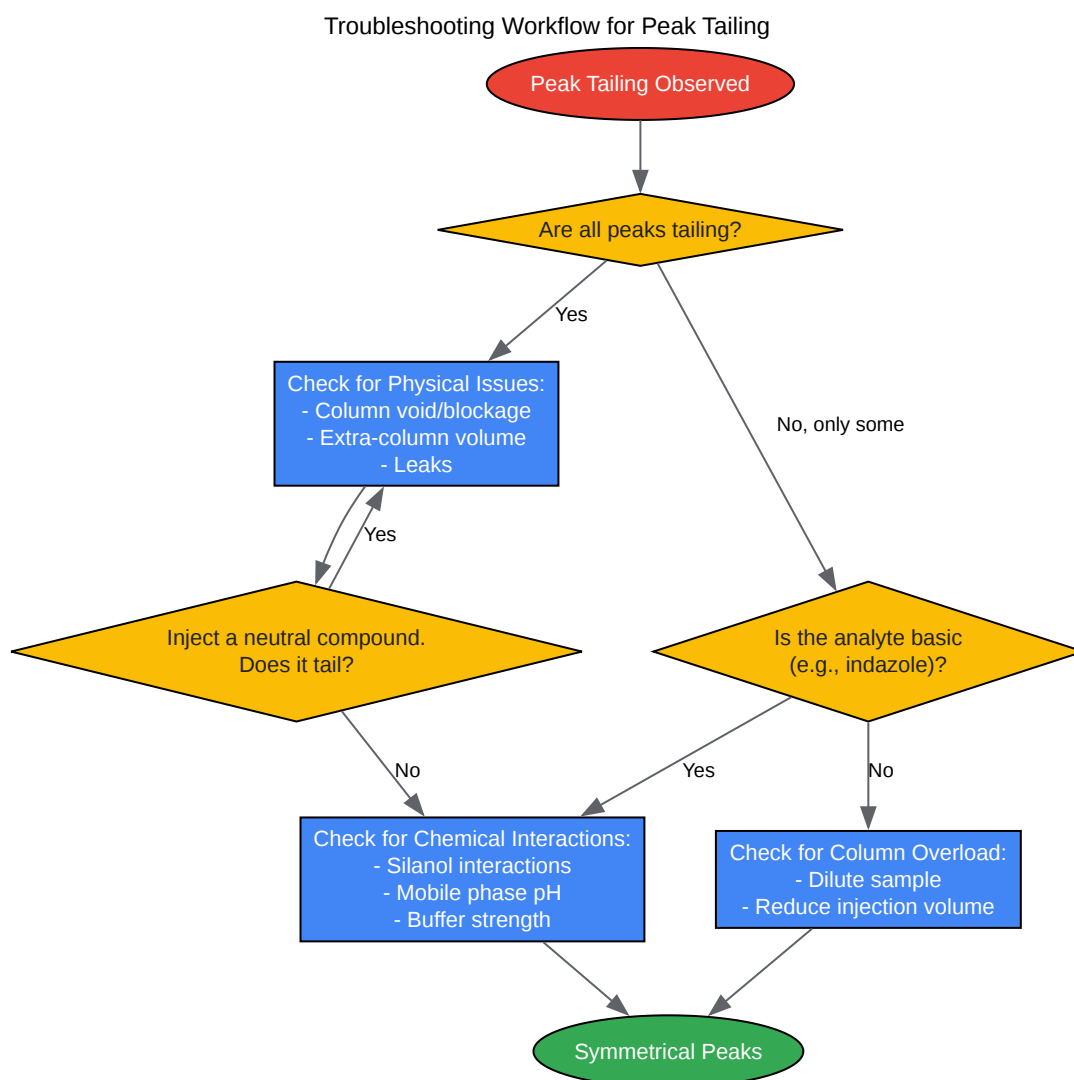 Troubleshooting Workflow for Peak Tailing
Peak Tailing Observed
Are all peaks tailing?
Yes
No, only some
Check for Physical Issues:
- Column void/blockage
- Extra-column volume
- Leaks
Yes
Inject a neutral compound.
Does it tail?
Is the analyte basic
(e.g., indazole)?
No
Yes
No
Check for Chemical Interactions:
- Silanol interactions
- Mobile phase pH
- Buffer strength
Check for Column Overload:
- Dilute sample
- Reduce injection volume
Symmetrical Peaks